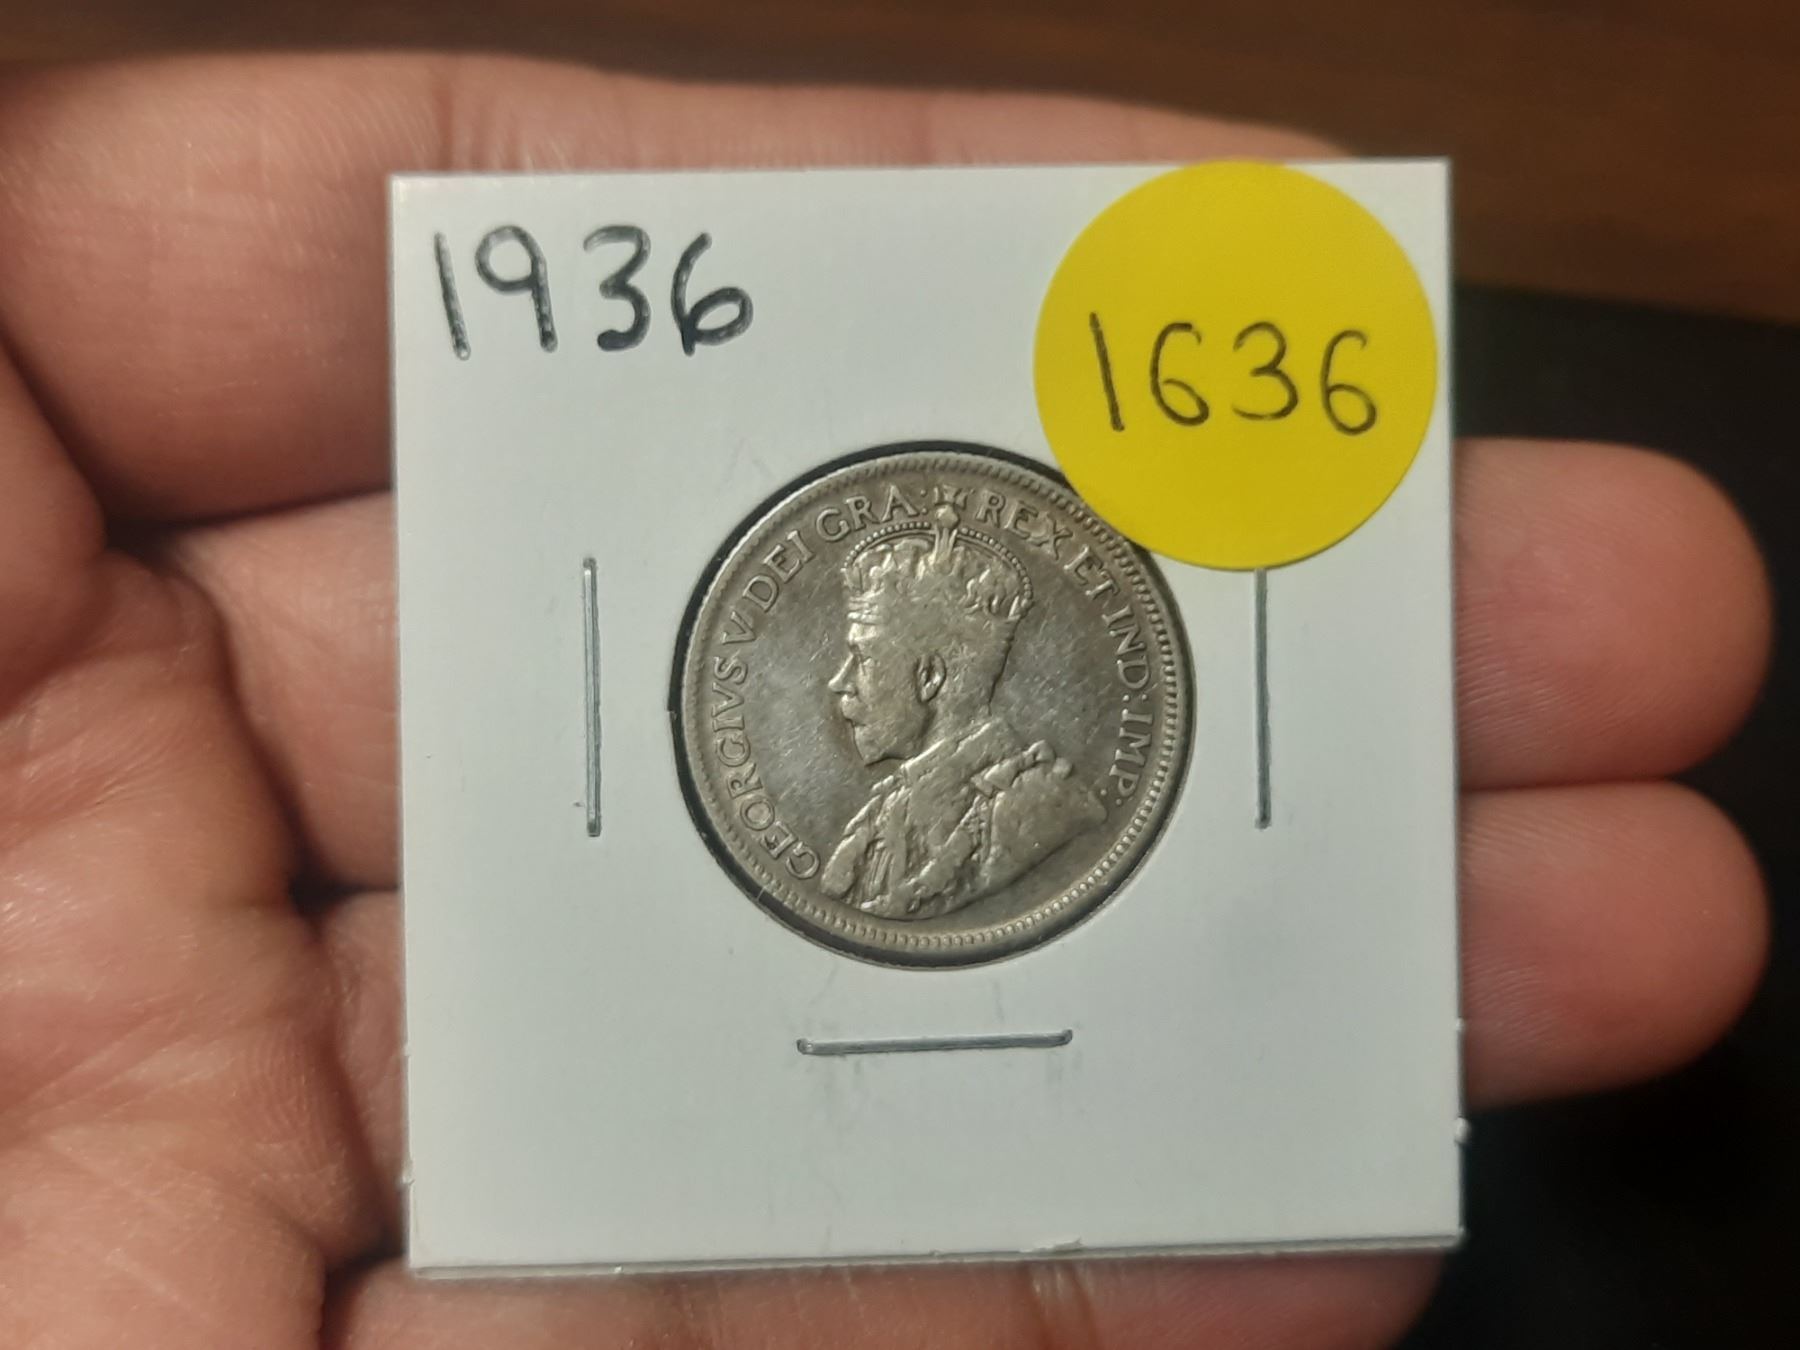 1936
1636
GEORGIVS V DEI GRA: REX ET IND: IMP: